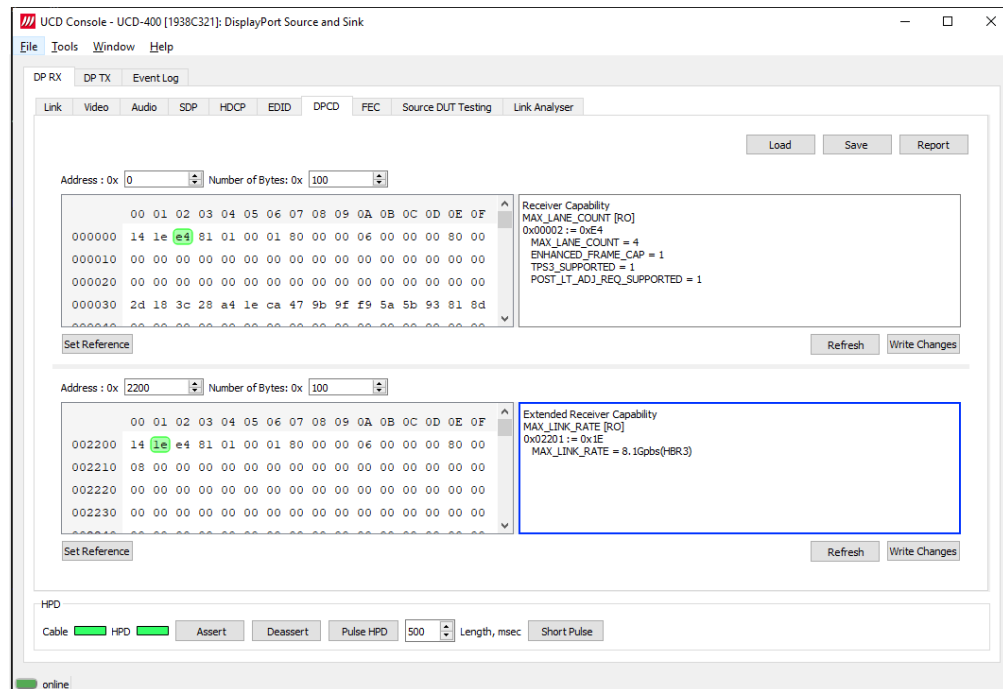 UCD Console - UCD-400 [1938C321]: DisplayPort Source and Sink
File Tools Window Help
DP RX DP TX Event Log
Link Video Audio SDP HDCP EDID DPCD FEC Source DUT Testing Link Analyser
Load Save Report
Address : 0x 0 Number of Bytes: 0x 100
00 01 02 03 04 05 06 07 08 09 0A 0B 0C 0D 0E 0F
000000 14 1e e4 81 01 00 01 80 00 00 06 00 00 00 80 00
000010 00 00 00 00 00 00 00 00 00 00 00 00 00 00 00 00
000020 00 00 00 00 00 00 00 00 00 00 00 00 00 00 00 00
000030 2d 18 3c 28 a4 1e ca 47 9b 9f f9 5a 5b 93 81 8d
Receiver Capability
MAX_LANE_COUNT [RO]
0x00002 := 0xE4
MAX_LANE_COUNT = 4
ENHANCED_FRAME_CAP = 1
TPS3_SUPPORTED = 1
POST_LT_ADJ_REQ_SUPPORTED = 1
Set Reference Refresh Write Changes
Address : 0x 2200 Number of Bytes: 0x 100
00 01 02 03 04 05 06 07 08 09 0A 0B 0C 0D 0E 0F
002200 14 1e e4 81 01 00 01 80 00 00 06 00 00 00 80 00
002210 08 00 00 00 00 00 00 00 00 00 00 00 00 00 00 00
002220 00 00 00 00 00 00 00 00 00 00 00 00 00 00 00 00
002230 00 00 00 00 00 00 00 00 00 00 00 00 00 00 00 00
Extended Receiver Capability
MAX_LINK_RATE [RO]
0x02201 := 0x1E
MAX_LINK_RATE = 8.1Gpbs(HBR3)
Set Reference Refresh Write Changes
HPD
Cable HPD Assert Deassert Pulse HPD 500 Length, msec Short Pulse
online